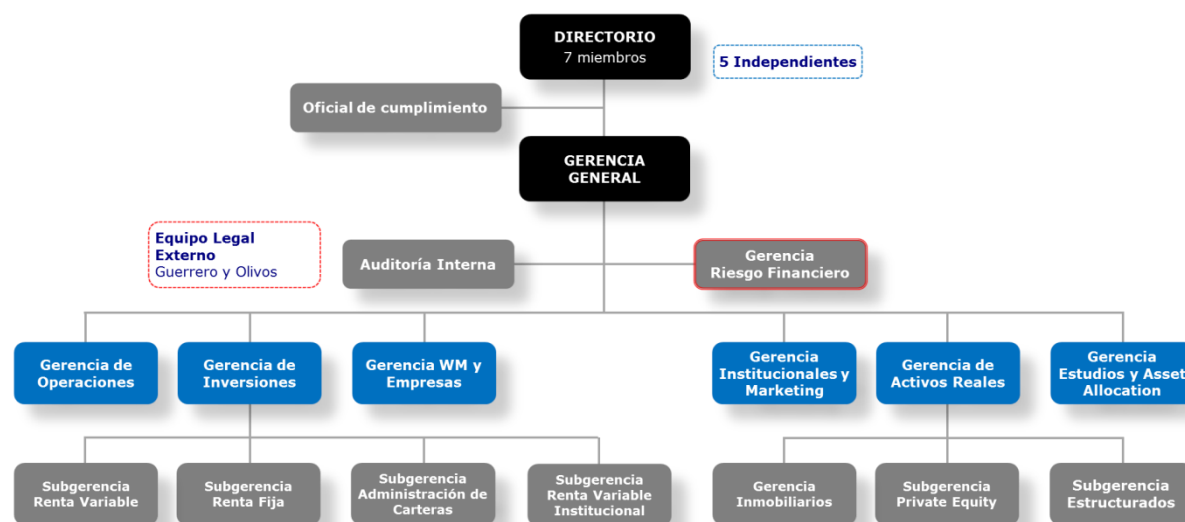 DIRECTORIO
7 miembros
5 Independientes
Oficial de cumplimiento
GERENCIA
GENERAL
Equipo Legal
Externo
Guerrero y Olivos
Auditoría Interna
Gerencia
Riesgo Financiero
Gerencia de
Operaciones
Gerencia de
Inversiones
Gerencia WM y
Empresas
Gerencia
Institucionales y
Marketing
Gerencia de
Activos Reales
Gerencia
Estudios y Asset
Allocation
Subgerencia
Renta Variable
Subgerencia
Renta Fija
Subgerencia
Administración de
Carteras
Subgerencia
Renta Variable
Institucional
Gerencia
Inmobiliarios
Subgerencia
Private Equity
Subgerencia
Estructurados